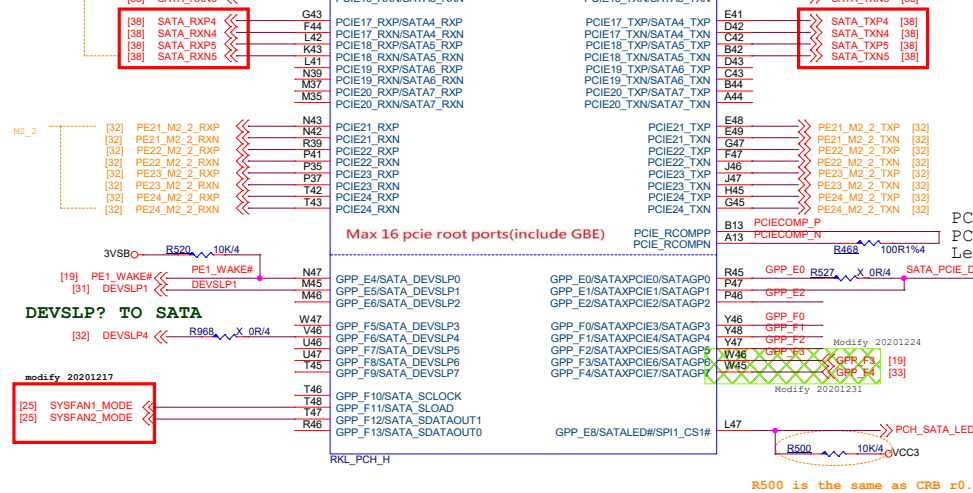 G43 PCIE17_RXP/SATA4_RXP PCIE17_TXP/SATA4_TXP E41
[38] SATA_RXP4 F44 PCIE17_RXN/SATA4_RXN PCIE17_TXN/SATA4_TXN D42 SATA_TXP4 [38]
[38] SATA_RXN4 L42 PCIE18_RXP/SATA5_RXP PCIE18_TXP/SATA5_TXP C42 SATA_TXN4 [38]
[38] SATA_RXP5 K43 PCIE18_RXN/SATA5_RXN PCIE18_TXN/SATA5_TXN B42 SATA_TXP5 [38]
[38] SATA_RXN5 L41 PCIE19_RXP/SATA6_RXP PCIE19_TXP/SATA6_TXP D43 SATA_TXN5 [38]
N39 PCIE19_RXN/SATA6_RXN PCIE19_TXN/SATA6_TXN C43
M37 PCIE20_RXP/SATA7_RXP PCIE20_TXP/SATA7_TXP B44
M35 PCIE20_RXN/SATA7_RXN PCIE20_TXN/SATA7_TXN A44
M2_2 [32] PE21_M2_2_RXP N43 PCIE21_RXP PCIE21_TXP E48 PE21_M2_2_TXP [32]
[32] PE21_M2_2_RXN N42 PCIE21_RXN PCIE21_TXN E49 PE21_M2_2_TXN [32]
[32] PE22_M2_2_RXP R39 PCIE22_RXP PCIE22_TXP G47 PE22_M2_2_TXP [32]
[32] PE22_M2_2_RXN P41 PCIE22_RXN PCIE22_TXN F47 PE22_M2_2_TXN [32]
[32] PE23_M2_2_RXP P35 PCIE23_RXP PCIE23_TXP J46 PE23_M2_2_TXP [32]
[32] PE23_M2_2_RXN P37 PCIE23_RXN PCIE23_TXN J47 PE23_M2_2_TXN [32]
[32] PE24_M2_2_RXP T42 PCIE24_RXP PCIE24_TXP H45 PE24_M2_2_TXP [32]
[32] PE24_M2_2_RXN T43 PCIE24_RXN PCIE24_TXN G45 PE24_M2_2_TXN [32]
Max 16 pcie root ports(include GBE) PCIE_RCOMPP B13 PCIECOMP_P PC
PCIE_RCOMPN A13 PCIECOMP_N PC
3VSB R520 10K/4 R468 100R1%4 Le
[19] PE1_WAKE# PE1_WAKE# N47 GPP_E4/SATA_DEVSLP0 GPP_E0/SATAXPCIE0/SATAGP0 R45 GPP_E0 R527 X_0R/4 SATA_PCIE_D
[31] DEVSLP1 DEVSLP1 M45 GPP_E5/SATA_DEVSLP1 GPP_E1/SATAXPCIE1/SATAGP1 P47
M46 GPP_E6/SATA_DEVSLP2 GPP_E2/SATAXPCIE2/SATAGP2 P46 GPP_E2
DEVSLP? TO SATA
W47 GPP_F5/SATA_DEVSLP3 GPP_F0/SATAXPCIE3/SATAGP3 Y46 GPP_F0
[32] DEVSLP4 R968 X_0R/4 V46 GPP_F6/SATA_DEVSLP4 GPP_F1/SATAXPCIE4/SATAGP4 Y48 GPP_F1
U46 GPP_F7/SATA_DEVSLP5 GPP_F2/SATAXPCIE5/SATAGP5 Y47 GPP_F2 Modify 20201224
U47 GPP_F8/SATA_DEVSLP6 GPP_F3/SATAXPCIE6/SATAGP6 W46 GPP_F3 GPP_F3 [19]
T45 GPP_F9/SATA_DEVSLP7 GPP_F4/SATAXPCIE7/SATAGP7 W45 GPP_F4 [33]
modify 20201217 Modify 20201231
T46 GPP_F10/SATA_SCLOCK
[25] SYSFAN1_MODE T48 GPP_F11/SATA_SLOAD
[25] SYSFAN2_MODE T47 GPP_F12/SATA_SDATAOUT1
R46 GPP_F13/SATA_SDATAOUT0 GPP_E8/SATALED#/SPI1_CS1# L47 PCH_SATA_LED
RKL_PCH_H R500 10K/4 VCC3
R500 is the same as CRB r0.